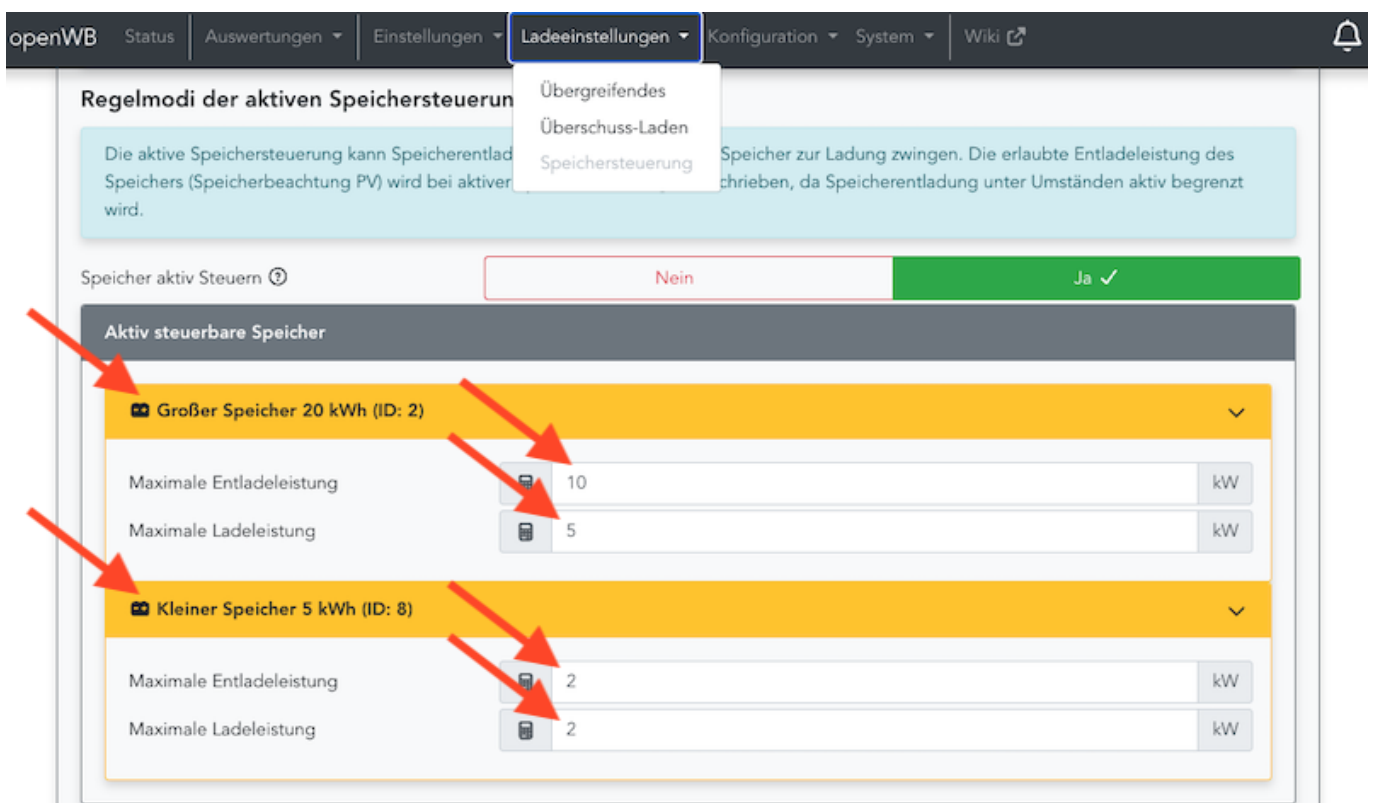 openWB Status Auswertungen Einstellungen Ladeeinstellungen Konfiguration System Wiki
Übergreifendes
Überschuss-Laden
Speichersteuerung
Regelmodi der aktiven Speichersteuerun
Die aktive Speichersteuerung kann Speicherentlad Speicher zur Ladung zwingen. Die erlaubte Entladeleistung des
Speichers (Speicherbeachtung PV) wird bei aktiver chrieben, da Speicherentladung unter Umständen aktiv begrenzt
wird.
Speicher aktiv Steuern Nein Ja
Aktiv steuerbare Speicher
Großer Speicher 20 kWh (ID: 2)
Maximale Entladeleistung 10 kW
Maximale Ladeleistung 5 kW
Kleiner Speicher 5 kWh (ID: 8)
Maximale Entladeleistung 2 kW
Maximale Ladeleistung 2 kW